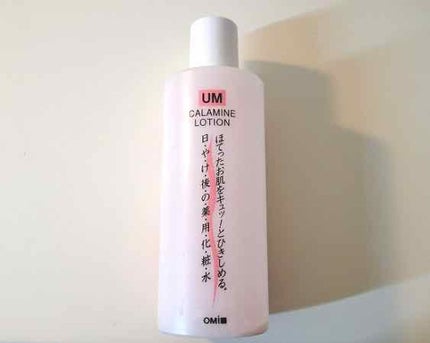 UM
CALAMINE
LOTION
ほてったお肌をキュッ!とひきしめる。
日・や・け・後・の・薬・用・化・粧・水
OMI